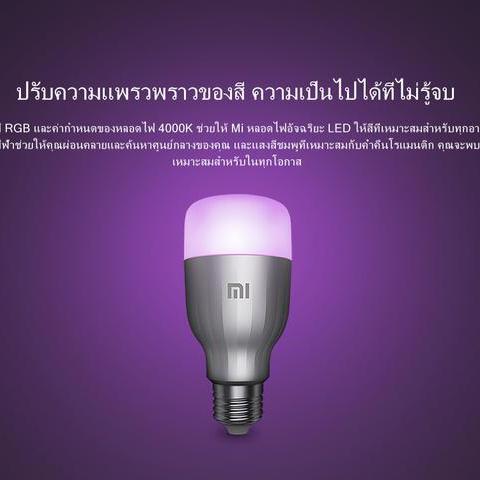 ปรับความแพรวพราวของสี ความเป็นไปได้ที่ไม่รู้จบ
RGB และค่ากำหนดของหลอดไฟ 4000K ช่วยให้ Mi หลอดไฟอัจฉริยะ LED ให้สีที่เหมาะสมสำหรับทุกอา
ฟ้าช่วยให้คุณผ่อนคลายและค้นหาศูนย์กลางของคุณ และแสงสีชมพูที่เหมาะสมกับค่ำคืนโรแมนติก คุณจะพบ
เหมาะสมสำหรับในทุกโอกาส
mi